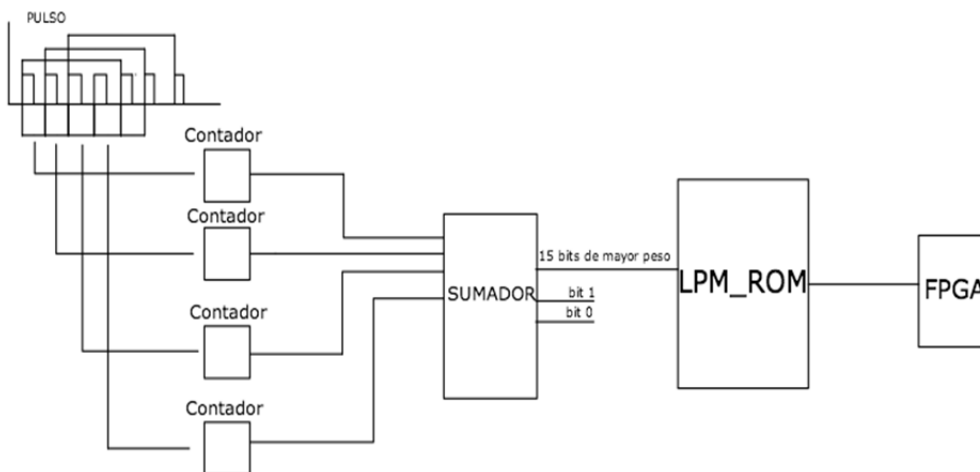 PULSO
Contador
Contador
Contador
Contador
SUMADOR
15 bits de mayor peso
bit 1
bit 0
LPM_ROM
FPGA